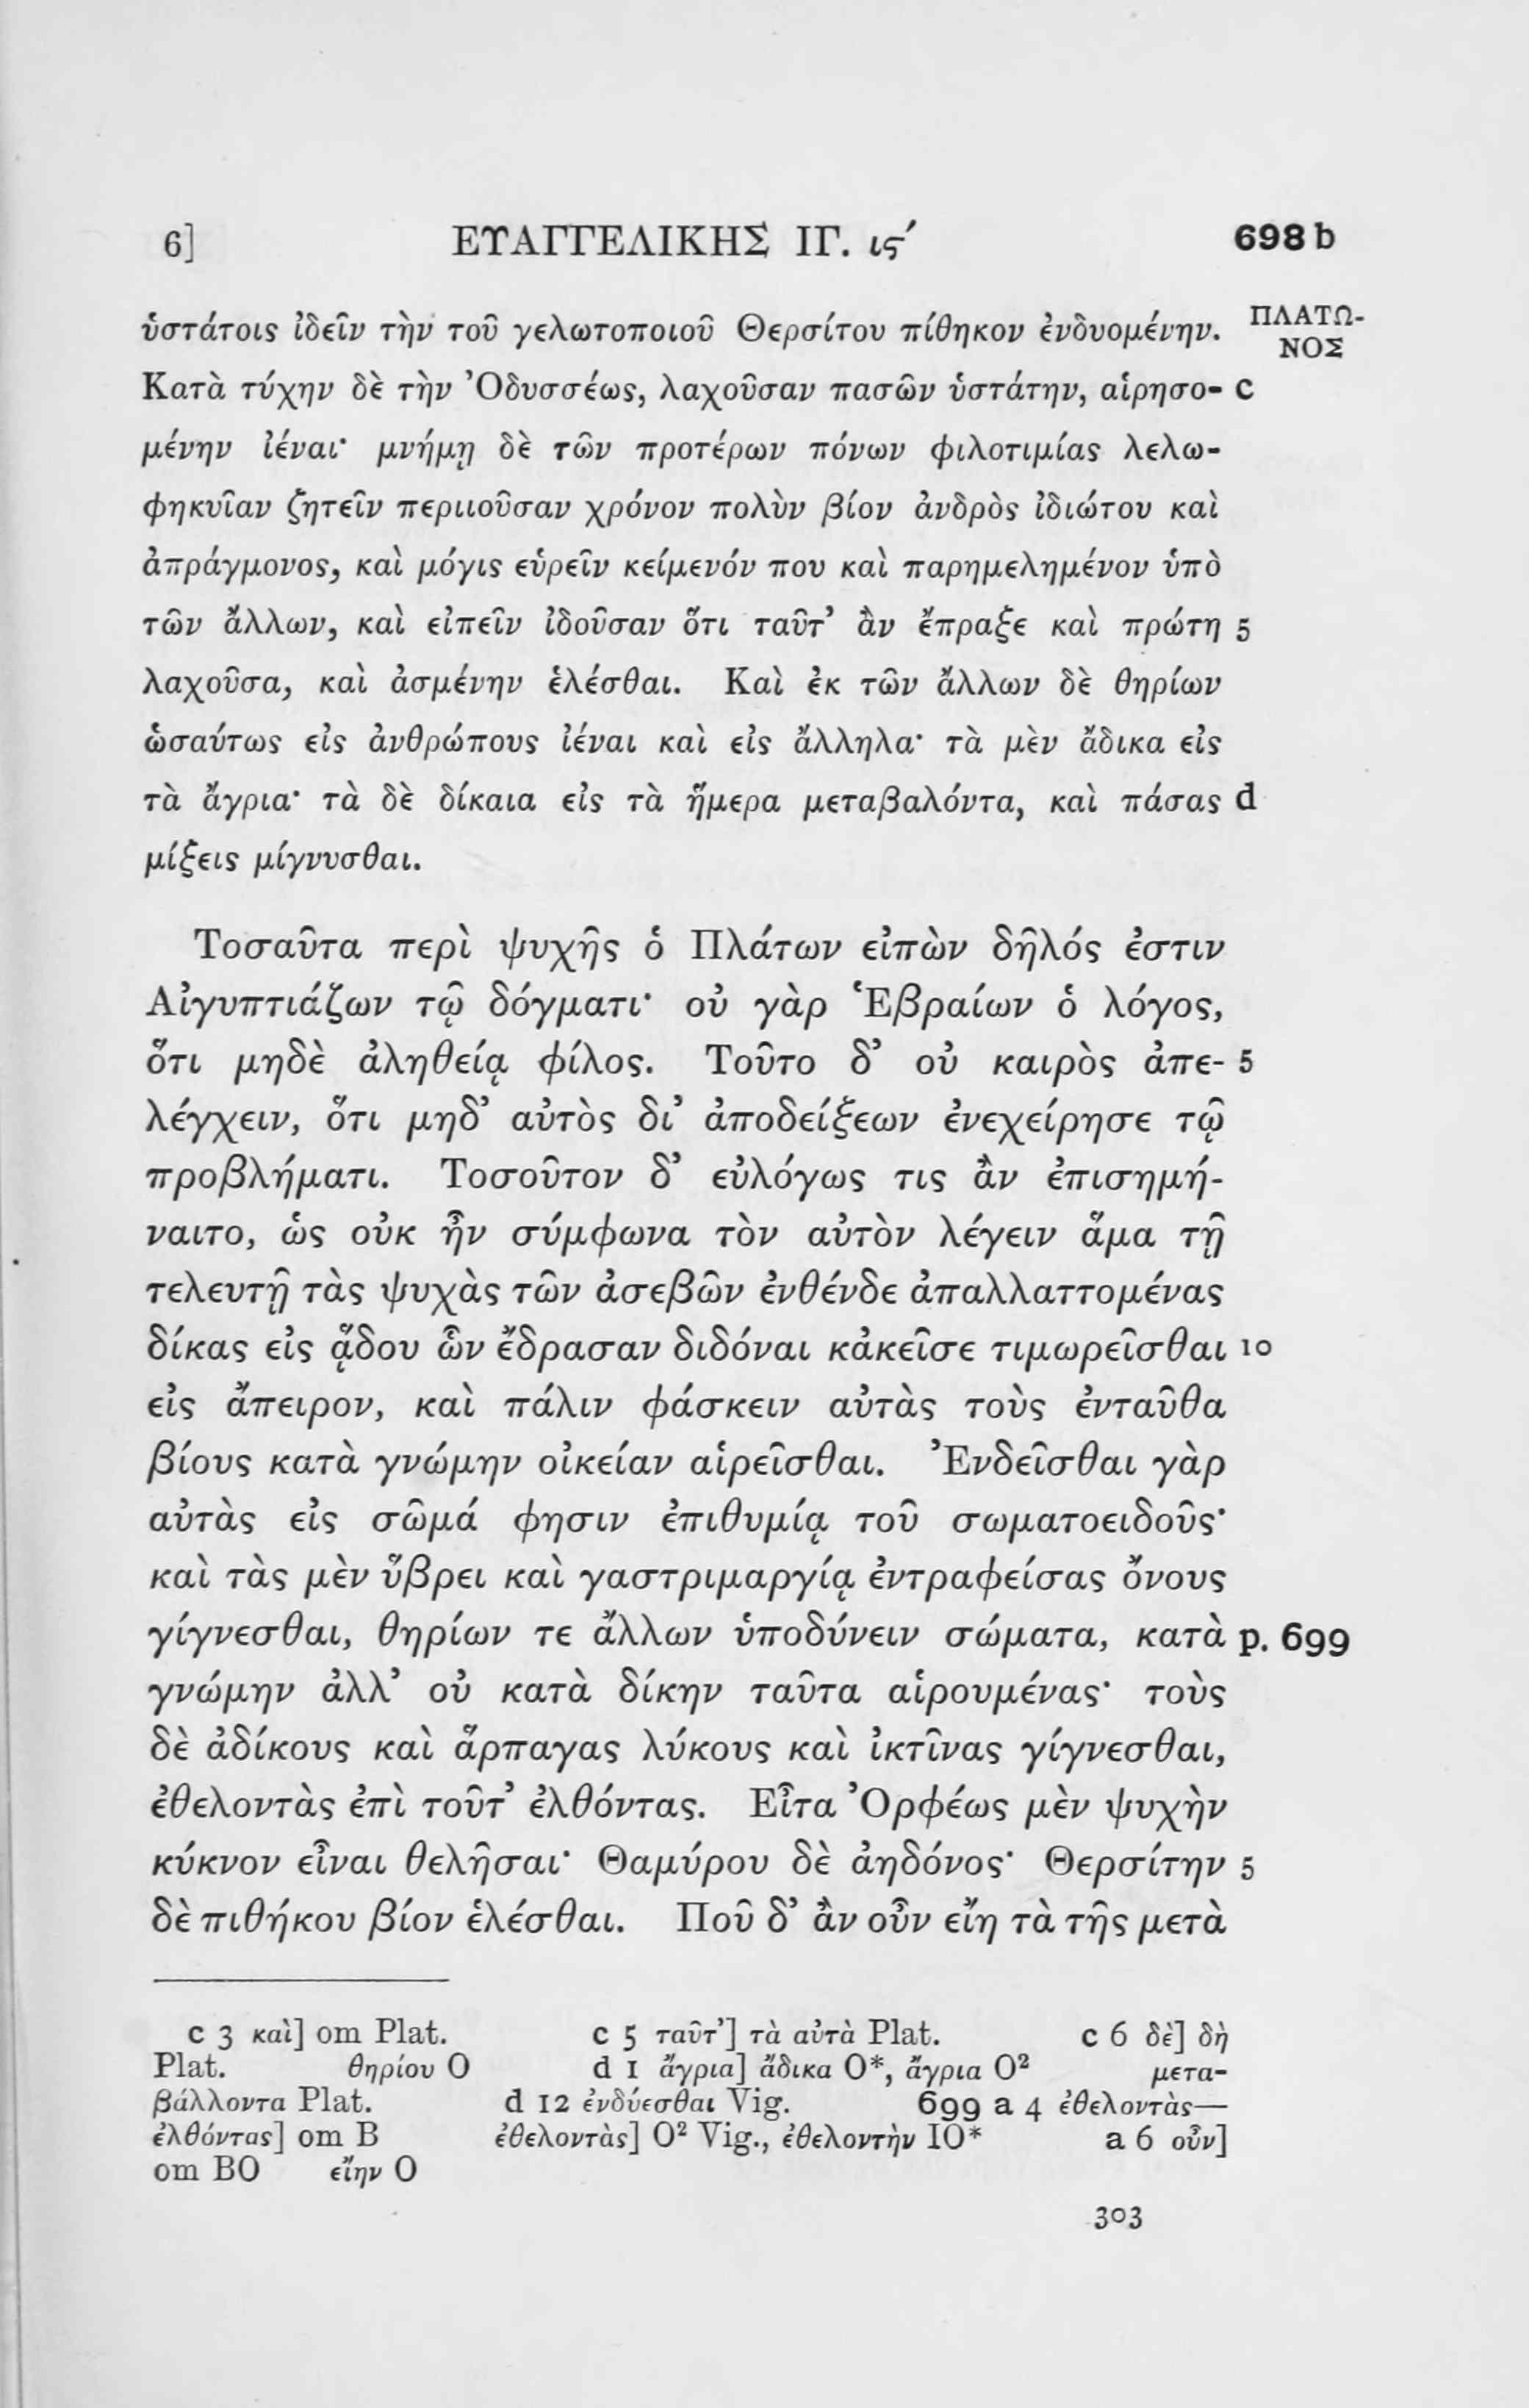 6] ΕΥΑΓΓΕΛΙΚΗΣ ΙΓ. ις´ 698 b
ὑστάτοις ἰδεῖν τὴν τοῦ γελωτοποιοῦ Θερσίτου πίθηκον ἐνδυομένην. ΠΛΑΤΩ-
ΝΟΣ
Κατὰ τύχην δὲ τὴν Ὀδυσσέως, λαχοῦσαν πασῶν ὑστάτην, αἱρησο- c
μένην ἰέναι· μνήμῃ δὲ τῶν προτέρων πόνων φιλοτιμίας λελω-
φηκυῖαν ζητεῖν περιιοῦσαν χρόνον πολὺν βίον ἀνδρὸς ἰδιώτου καὶ
ἀπράγμονος, καὶ μόγις εὑρεῖν κείμενόν που καὶ παρημελημένον ὑπὸ
τῶν ἄλλων, καὶ εἰπεῖν ἰδοῦσαν ὅτι ταῦτ’ ἂν ἔπραξε καὶ πρώτη 5
λαχοῦσα, καὶ ἀσμένην ἑλέσθαι. Καὶ ἐκ τῶν ἄλλων δὲ θηρίων
ὡσαύτως εἰς ἀνθρώπους ἰέναι καὶ εἰς ἄλληλα· τὰ μὲν ἄδικα εἰς
τὰ ἄγρια· τὰ δὲ δίκαια εἰς τὰ ἥμερα μεταβαλόντα, καὶ πάσας d
μίξεις μίγνυσθαι.
Τοσαῦτα περὶ ψυχῆς ὁ Πλάτων εἰπὼν δῆλός ἐστιν
Αἰγυπτιάζων τῷ δόγματι· οὐ γὰρ Ἑβραίων ὁ λόγος,
ὅτι μηδὲ ἀληθείᾳ φίλος. Τοῦτο δ’ οὐ καιρὸς ἀπε- 5
λέγχειν, ὅτι μηδ’ αὐτὸς δι’ ἀποδείξεων ἐνεχείρησε τῷ
προβλήματι. Τοσοῦτον δ’ εὐλόγως τις ἂν ἐπισημή-
ναιτο, ὡς οὐκ ἦν σύμφωνα τὸν αὐτὸν λέγειν ἅμα τῇ
τελευτῇ τὰς ψυχὰς τῶν ἀσεβῶν ἐνθένδε ἀπαλλαττομένας
δίκας εἰς ᾅδου ὧν ἔδρασαν διδόναι κἀκεῖσε τιμωρεῖσθαι 10
εἰς ἄπειρον, καὶ πάλιν φάσκειν αὐτὰς τοὺς ἐνταῦθα
βίους κατὰ γνώμην οἰκείαν αἱρεῖσθαι. Ἐνδεῖσθαι γὰρ
αὐτὰς εἰς σῶμά φησιν ἐπιθυμίᾳ τοῦ σωματοειδοῦς·
καὶ τὰς μὲν ὕβρει καὶ γαστριμαργίᾳ ἐντραφείσας ὄνους
γίγνεσθαι, θηρίων τε ἄλλων ὑποδύνειν σώματα, κατὰ p. 699
γνώμην ἀλλ’ οὐ κατὰ δίκην ταῦτα αἱρουμένας· τοὺς
δὲ ἀδίκους καὶ ἅρπαγας λύκους καὶ ἰκτῖνας γίγνεσθαι,
ἐθελοντὰς ἐπὶ τοῦτ’ ἐλθόντας. Εἶτα Ὀρφέως μὲν ψυχὴν
κύκνον εἶναι θελῆσαι· Θαμύρου δὲ ἀηδόνος· Θερσίτην 5
δὲ πιθήκου βίον ἑλέσθαι. Ποῦ δ’ ἂν οὖν εἴη τὰ τῆς μετὰ
c 3 καὶ] om Plat. c 5 ταῦτ’] τὰ αὐτὰ Plat. c 6 δὲ] δὴ
Plat. θηρίου O d 1 ἄγρια] ἄδικα O*, ἄγρια O² μετα-
βάλλοντα Plat. d 12 ἐνδύεσθαι Vig. 699 a 4 ἐθελοντὰς—
ἐλθόντας] om B ἐθελοντὰς] O² Vig., ἐθελοντὴν IO* a 6 οὖν]
om BO εἴην O
303